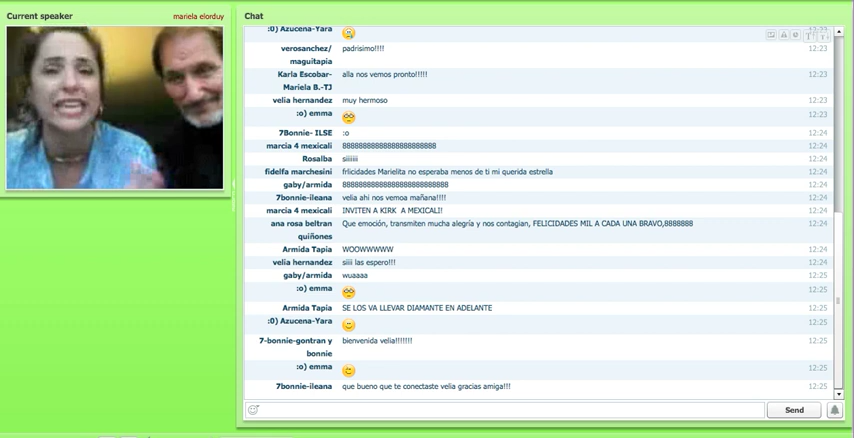 Current speaker
mariela elorduy
Chat
:0) Azucena-Yara 12:23
verosanchez/ padrisimo!!!! 12:23
maguitapia
Karla Escobar- alla nos vemos pronto!!!!! 12:23
Mariela B.-TJ
velia hernandez muy hermoso 12:23
:o) emma 12:23
7Bonnie- ILSE :o 12:24
marcia 4 mexicali 88888888888888888888888 12:24
Rosalba siiiiiii 12:24
fidelfa marchesini frlicidades Marielita no esperaba menos de ti mi querida estrella 12:24
gaby/armida 88888888888888888888888888 12:24
7bonnie-ileana velia ahi nos vemoa mañana!!!! 12:24
marcia 4 mexicali INVITEN A KIRK A MEXICALI! 12:24
ana rosa beltran Que emoción, transmiten mucha alegría y nos contagian, FELICIDADES MIL A CADA UNA BRAVO,8888888 12:24
quiñones
Armida Tapia WOOWWWWW 12:24
velia hernandez siiii las espero!!! 12:24
gaby/armida wuaaaa 12:25
:o) emma 12:25
Armida Tapia SE LOS VA LLEVAR DIAMANTE EN ADELANTE 12:25
:0) Azucena-Yara 12:25
7-bonnie-gontran y bienvenida velia!!!!!!! 12:25
bonnie
:o) emma 12:25
7bonnie-ileana que bueno que te conectaste velia gracias amiga!!! 12:25
Send